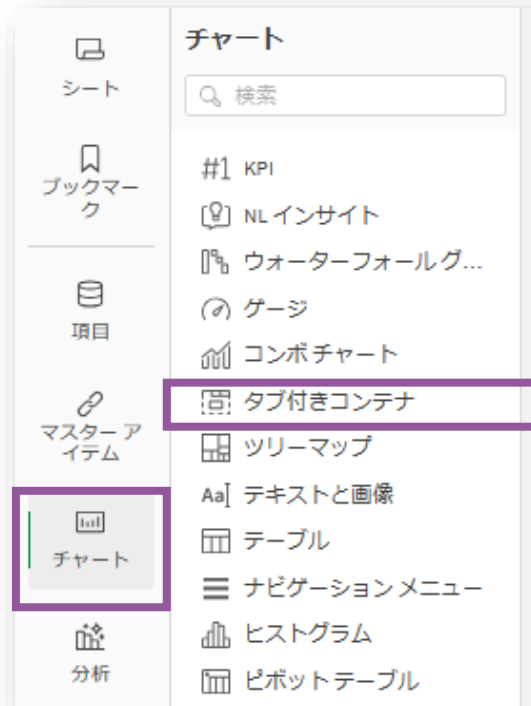 シート
ブックマー
ク
項目
マスター ア
イテム
チャート
分析
チャート
検索
#1 KPI
NL インサイト
ウォーターフォール グ...
ゲージ
コンボ チャート
タブ付きコンテナ
ツリーマップ
Aa テキストと画像
テーブル
ナビゲーション メニュー
ヒストグラム
ピボット テーブル